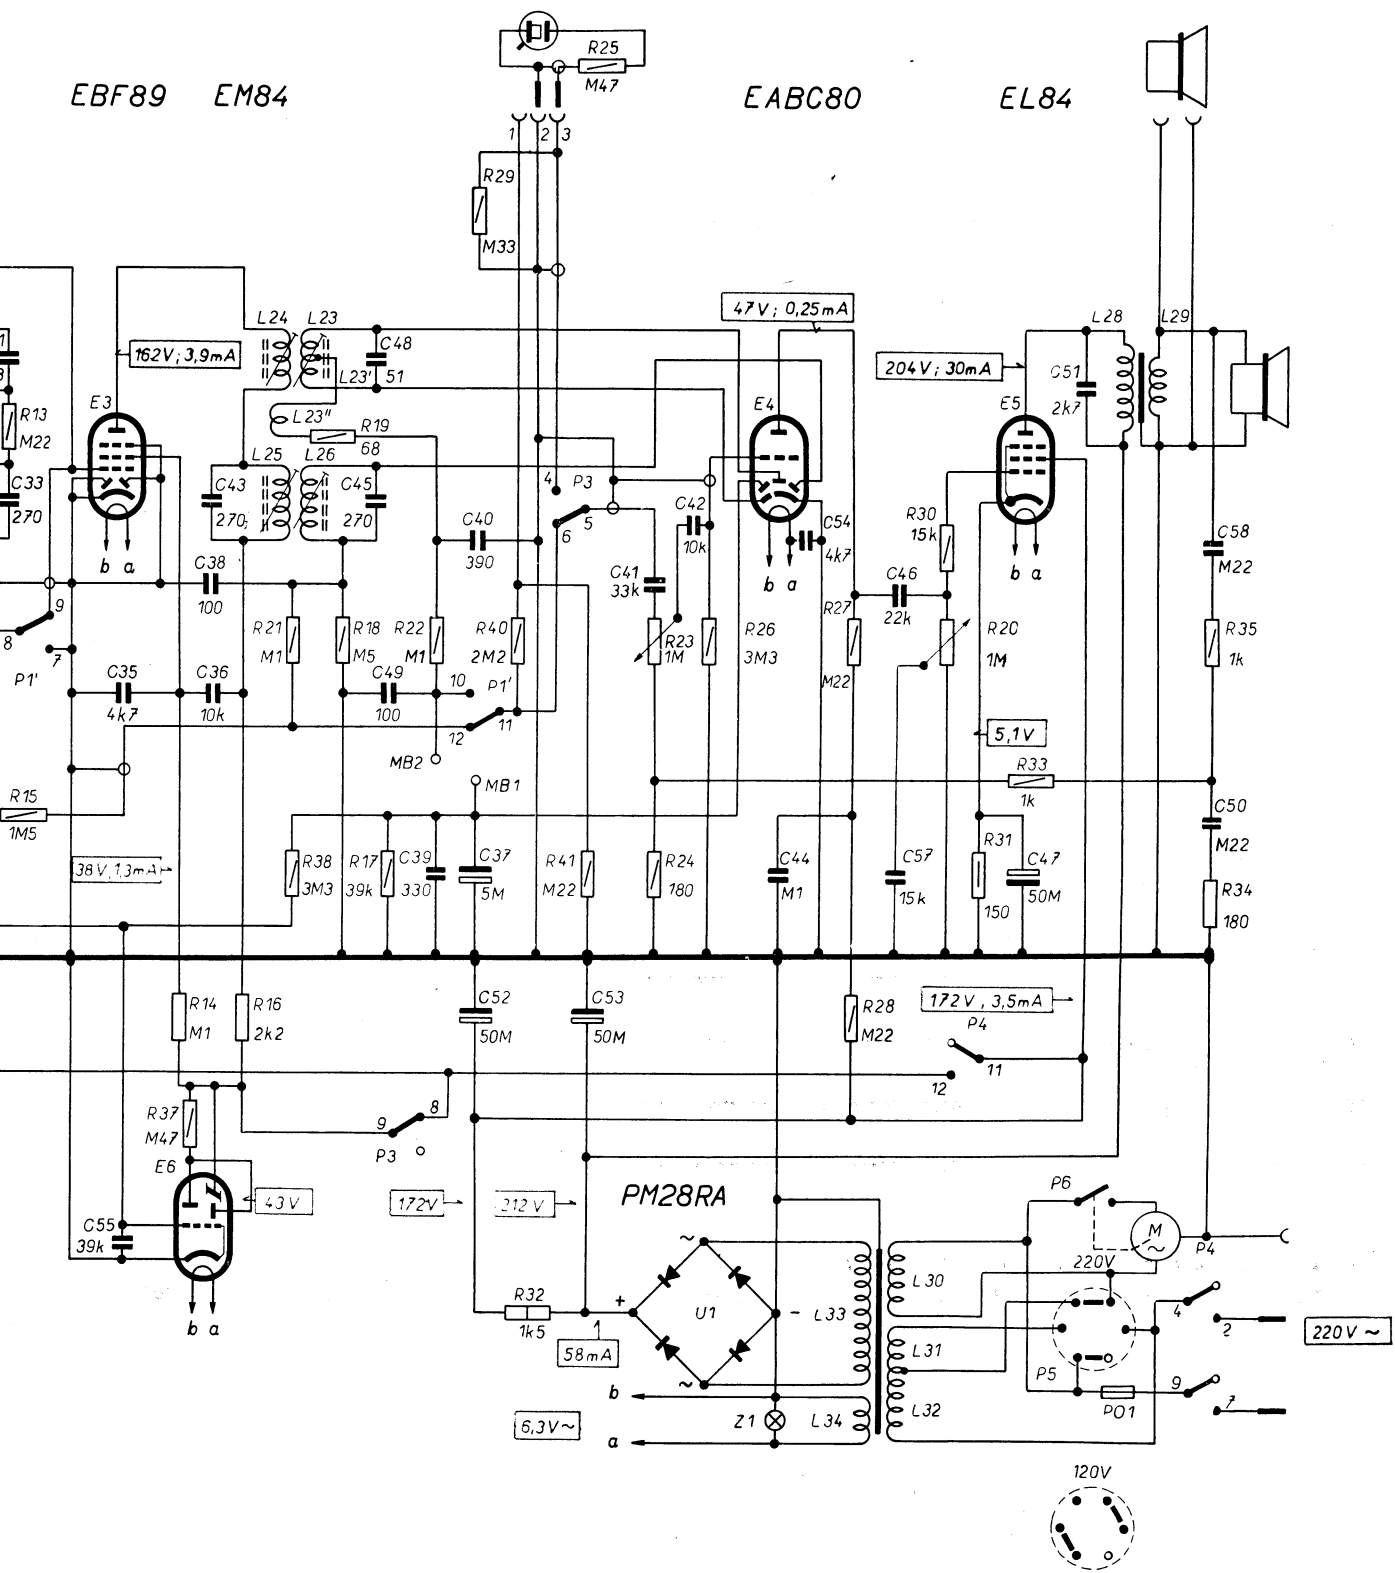 EBF89 EM84
R25
M47
EABC80
EL84
1 2 3
R29
M33
47V; 0,25mA
L24 L23
L28 L29
162V; 3,9mA
C48
51
L23'
204V; 30mA
C51
2k7
E3
R13
M22
L23"
R19
68
E4
E5
L25 L26
C33
270
C43
270
C45
270
4 P3
5
6
C42
10k
R30
15k
C54
4k7
C40
390
C58
M22
b a
b a
b a
C38
100
C41
33k
C46
22k
R27
M22
9
8
7
P1'
R21
M1
R18
M5
R22
M1
R40
2M2
R23
1M
R26
3M3
R20
1M
R35
1k
C35
4k7
C36
10k
C49
100
10 P1'
11
12
5,1V
MB2
MB1
R33
1k
R15
1M5
C50
M22
38V, 1,3mA
R38
3M3
R17
39k
C39
330
C37
5M
R41
M22
R24
180
C44
M1
C57
15k
R31
150
C47
50M
R34
180
R14
M1
R16
2k2
C52
50M
C53
50M
R28
M22
172V, 3,5mA
P4
11
12
R37
M47
9
8
P3
E6
43V
172V
212V
PM28RA
P6
C55
39k
~
M
~
P4
220V
L30
R32
1k5
+
U1
-
L33
4
2
220V ~
b a
58mA
L31
P5
9
~
b
6,3V~
a
Z1
L34
L32
PO1
7
120V